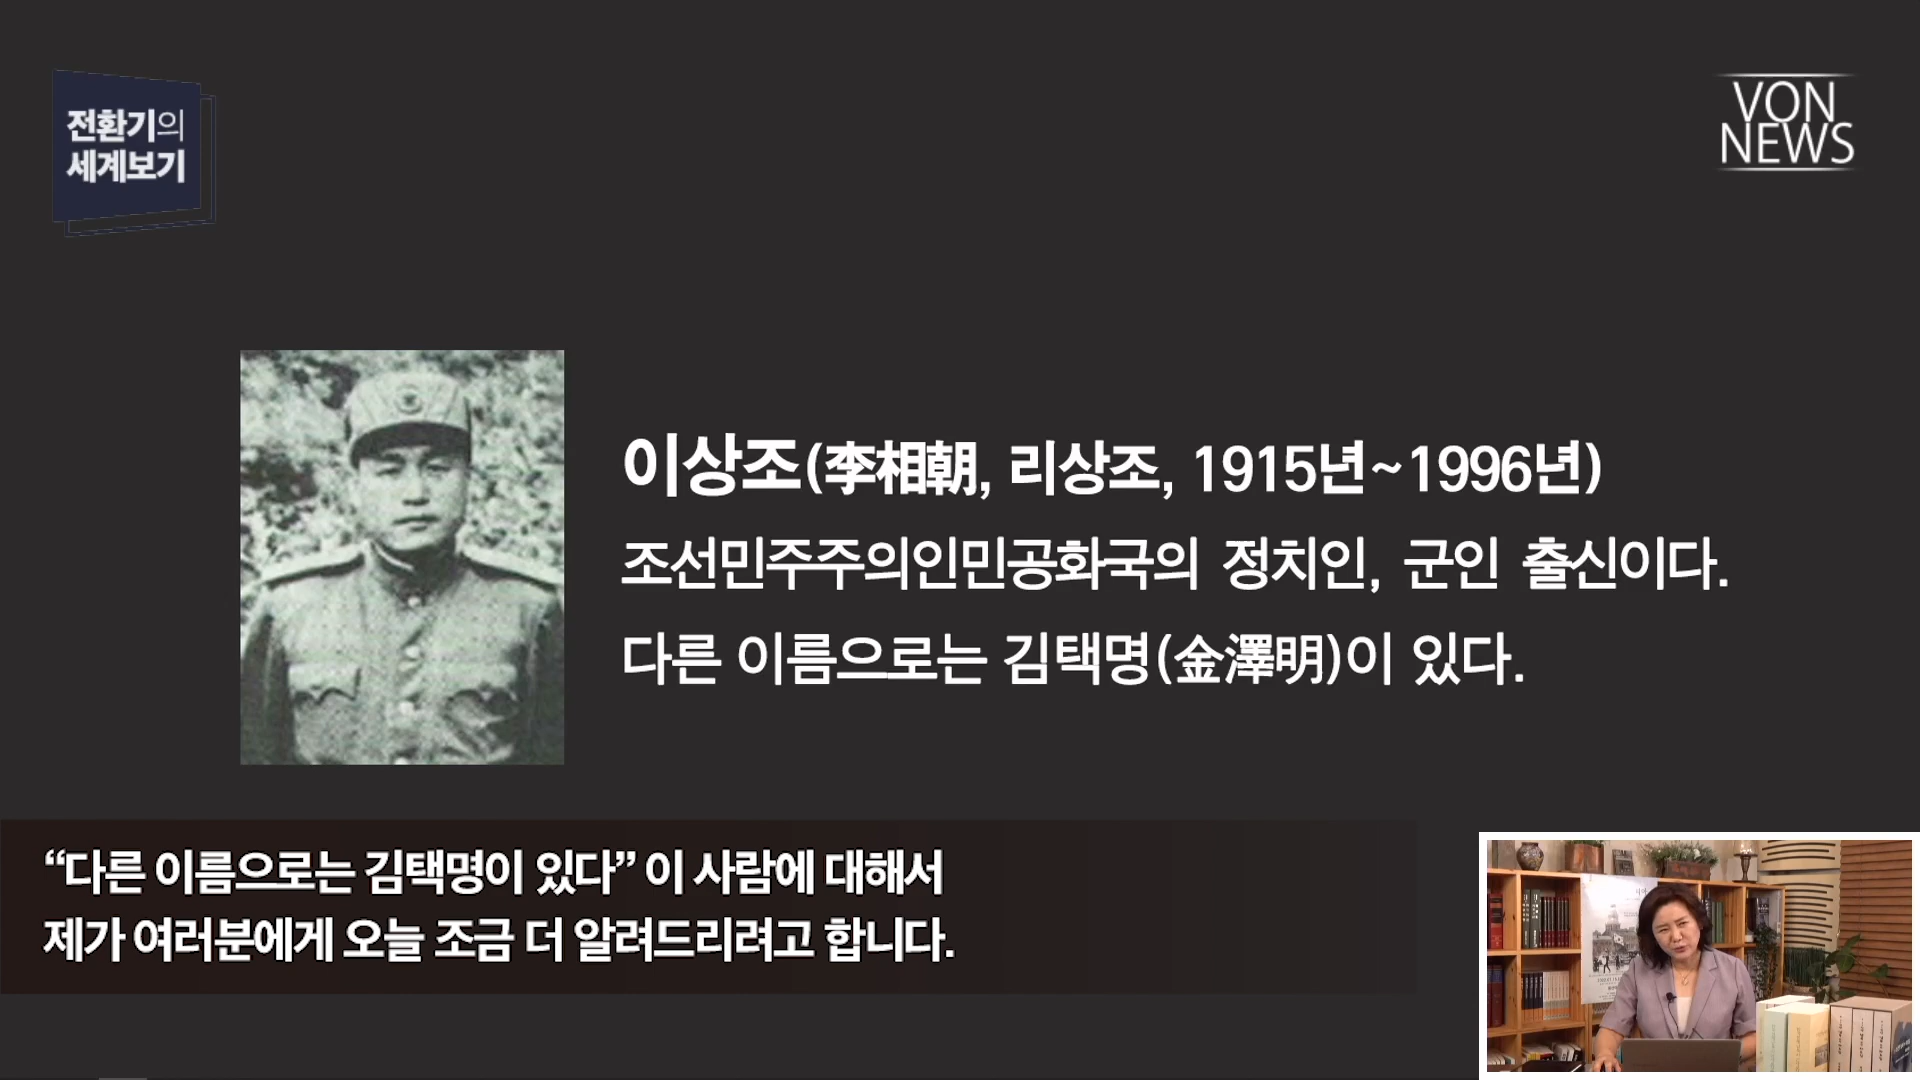 전환기의
세계보기
VON
NEWS
이상조(李相朝, 리상조, 1915년~1996년)
조선민주주의인민공화국의 정치인, 군인 출신이다.
다른 이름으로는 김택명(金澤明)이 있다.
“다른 이름으로는 김택명이 있다” 이 사람에 대해서
제가 여러분에게 오늘 조금 더 알려드리려고 합니다.